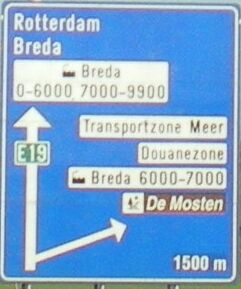 Rotterdam
Breda
Breda
0-6000, 7000-9900
Transportzone Meer
E19
Douanezone
Breda 6000-7000
De Mosten
1500 m